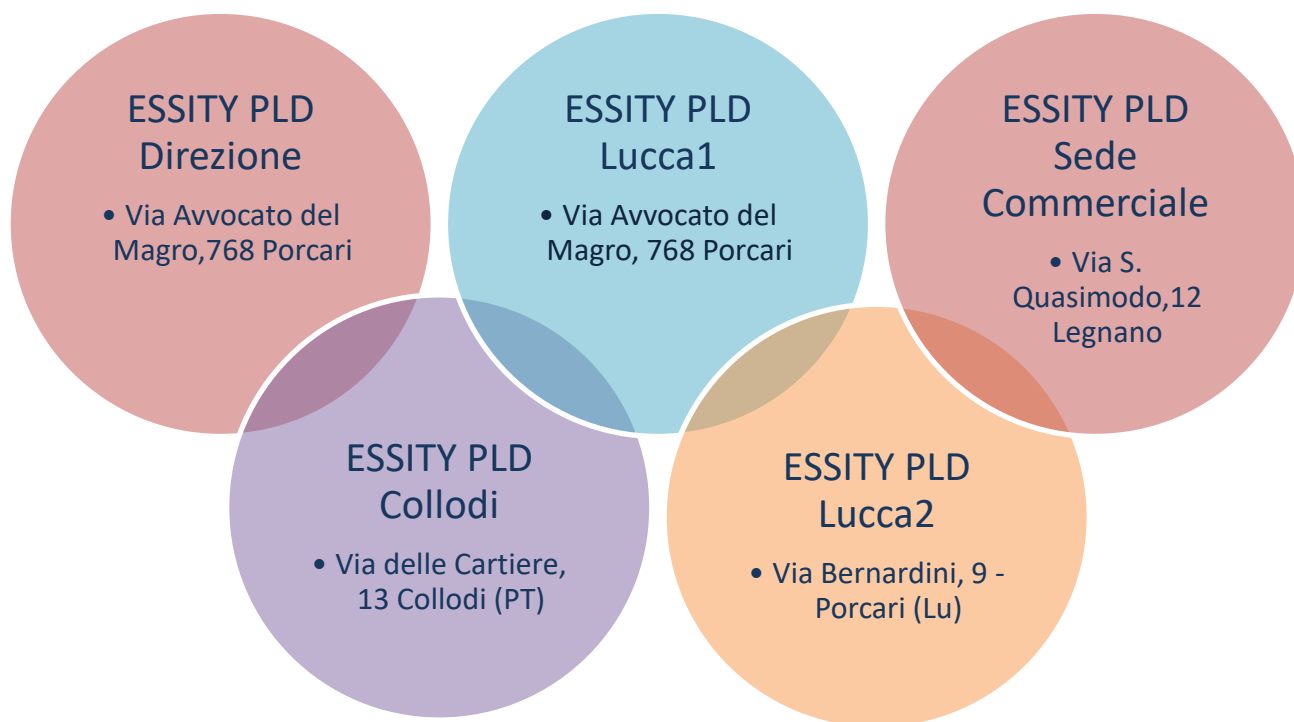 ESSITY PLD
Direzione
• Via Avvocato del
Magro,768 Porcari
ESSITY PLD
Lucca1
• Via Avvocato del
Magro, 768 Porcari
ESSITY PLD
Sede
Commerciale
• Via S.
Quasimodo,12
Legnano
ESSITY PLD
Collodi
• Via delle Cartiere,
13 Collodi (PT)
ESSITY PLD
Lucca2
• Via Bernardini, 9 -
Porcari (Lu)